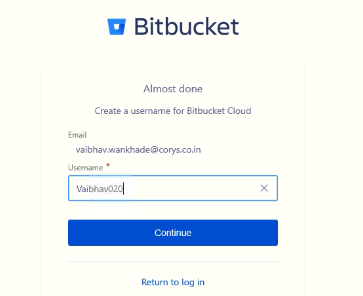 Bitbucket
Almost done
Create a username for Bitbucket Cloud
Email
vaibhav.wankhade@corys.co.in
Username *
Vaibhav020
Continue
Return to log in